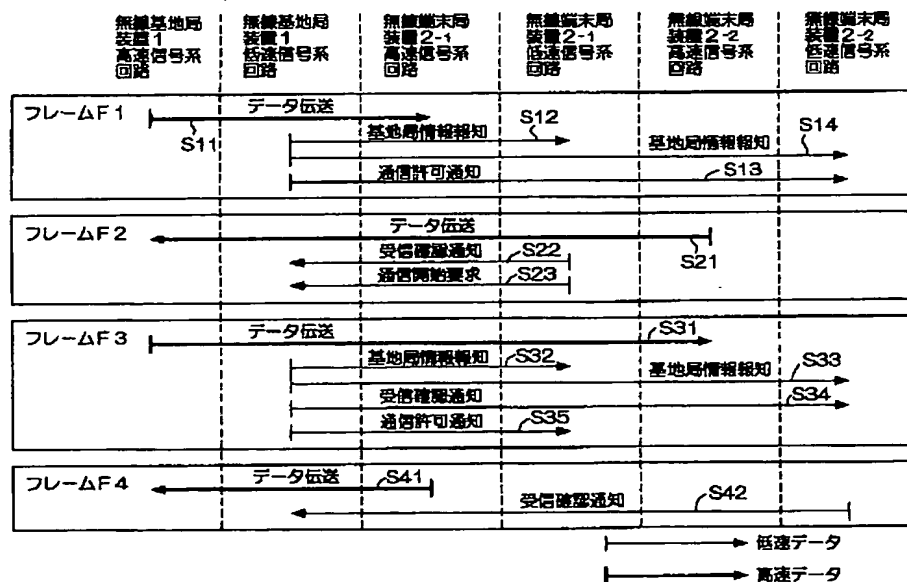 無線基地局
装置1
高速信号系
回路
無線基地局
装置1
低速信号系
回路
無線端末局
装置2-1
高速信号系
回路
無線端末局
装置2-1
低速信号系
回路
無線端末局
装置2-2
高速信号系
回路
無線端末局
装置2-2
低速信号系
回路
フレームF1
データ伝送
S11
基地局情報報知
S12
基地局情報報知
S14
通信許可通知
S13
フレームF2
データ伝送
S21
受信確認通知
S22
通信開始要求
S23
フレームF3
データ伝送
S31
基地局情報報知
S32
基地局情報報知
S33
受信確認通知
S34
通信許可通知
S35
フレームF4
データ伝送
S41
受信確認通知
S42
低速データ
高速データ